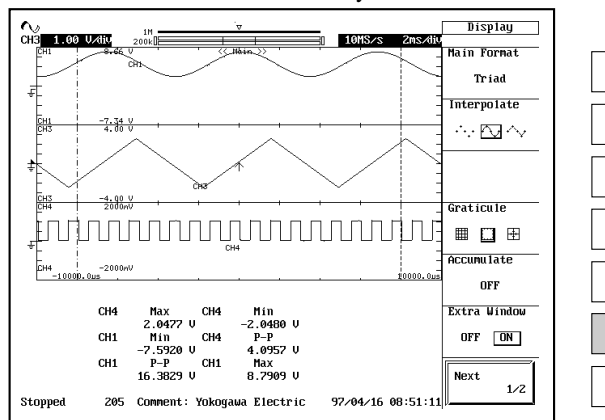 1M
CH3 1.00 V/div 200k 10MS/s 2ms/div
Display
CH1 8.66 V << Main >>
CH1
CH1 -7.34 V
CH3 4.00 V
CH3
CH3 -4.00 V
CH4 2000mV
CH4
CH4 -2000mV
-10000.0us 10000.0us
Main Format
Triad
Interpolate
Graticule
Accumulate
OFF
Extra Window
OFF ON
Next
1/2
CH4 Max CH4 Min
2.0477 V -2.0480 V
CH1 Min CH4 P-P
-7.5920 V 4.0957 V
CH1 P-P CH1 Max
16.3829 V 8.7909 V
Stopped 205 Comment: Yokogawa Electric 97/04/16 08:51:11